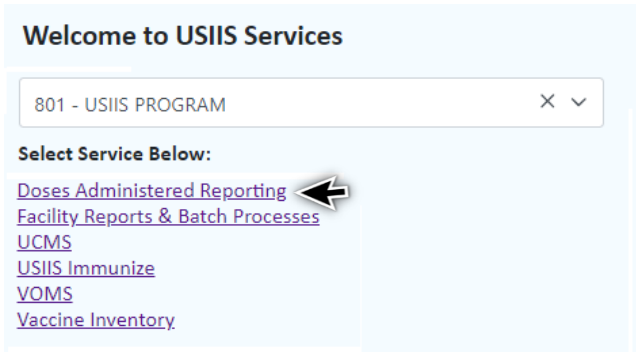 Welcome to USIIS Services
801 - USIIS PROGRAM
Select Service Below:
Doses Administered Reporting
Facility Reports & Batch Processes
UCMS
USIIS Immunize
VOMS
Vaccine Inventory